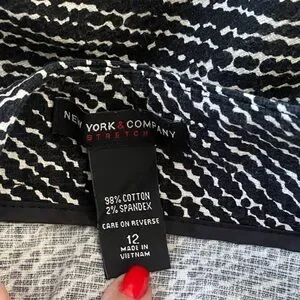 NEW YORK & COMPANY
STRETCH
98% COTTON
2% SPANDEX
CARE ON REVERSE
12
MADE IN
VIETNAM